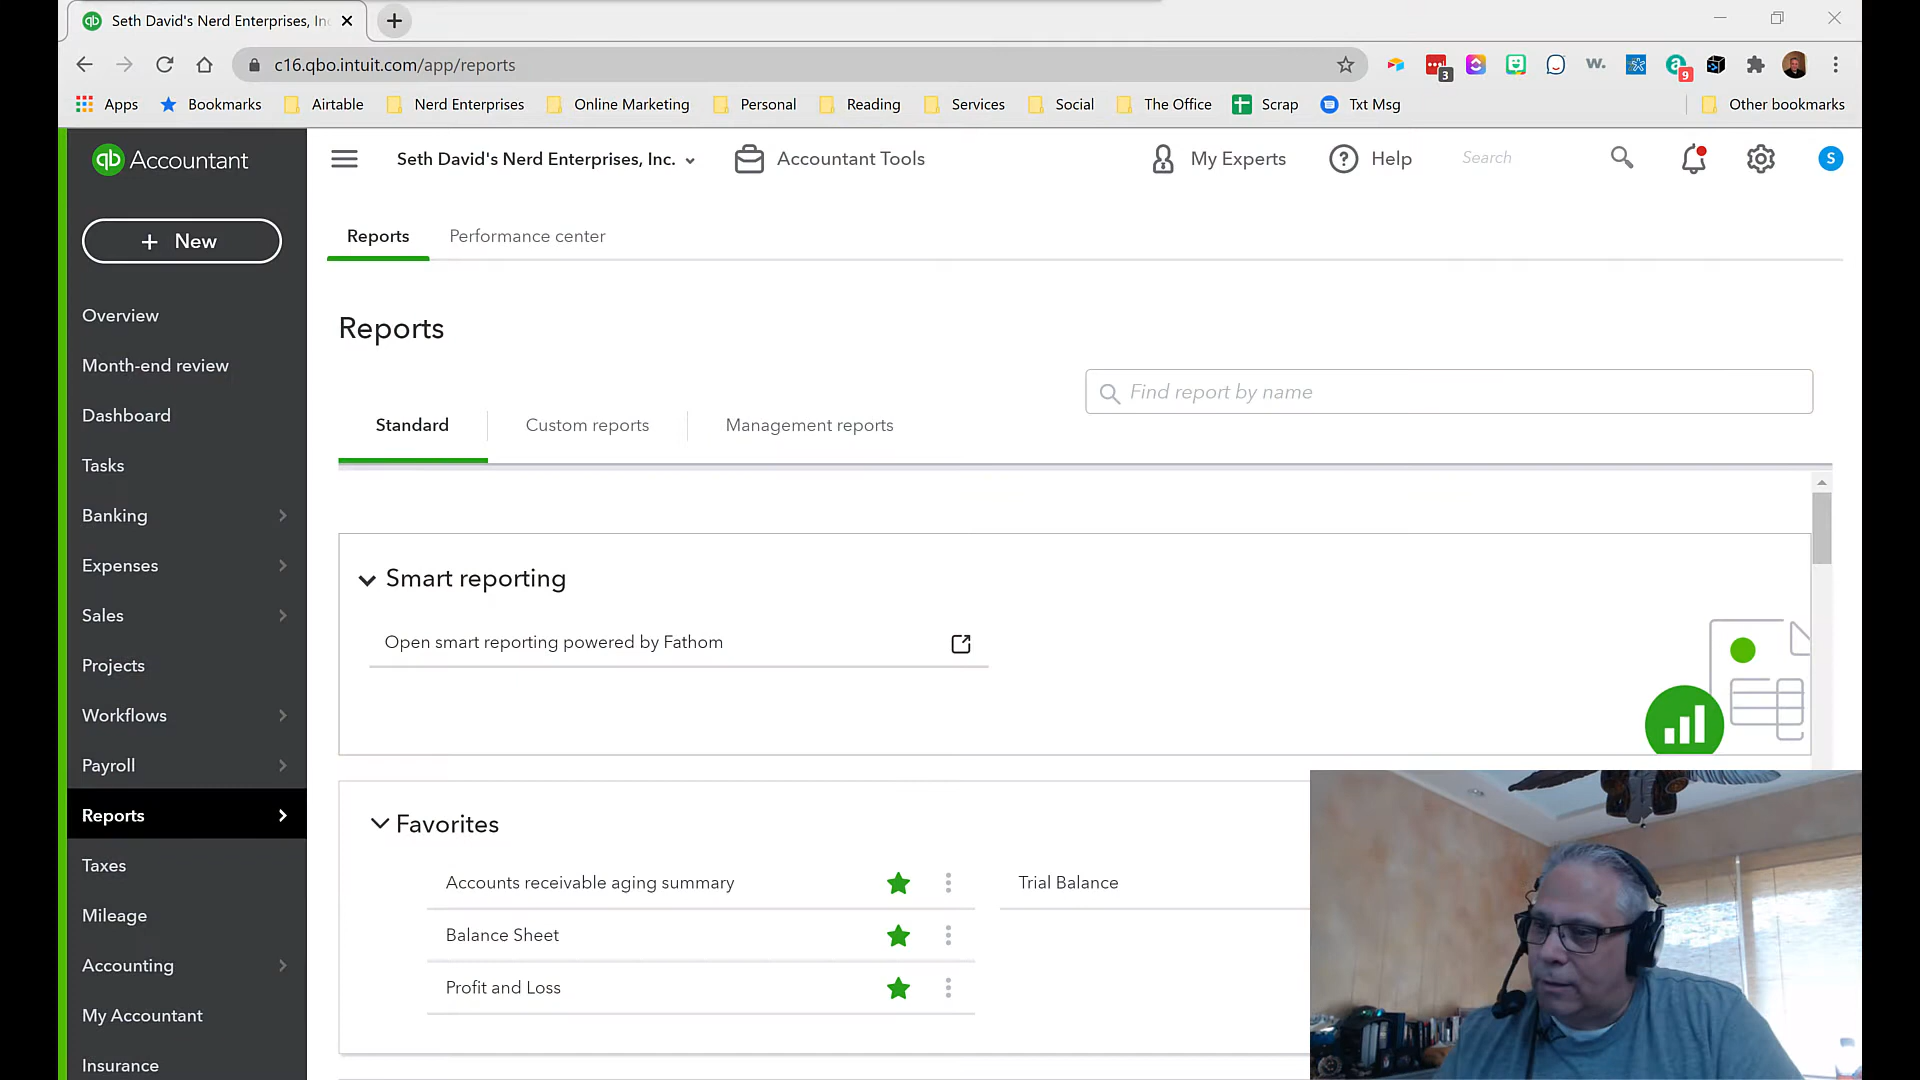 Seth David's Nerd Enterprises, In
c16.qbo.intuit.com/app/reports
3
w.
9
Apps
Bookmarks
Airtable
Nerd Enterprises
Online Marketing
Personal
Reading
Services
Social
The Office
Scrap
Txt Msg
Other bookmarks
qb Accountant
Seth David's Nerd Enterprises, Inc.
Accountant Tools
My Experts
? Help
Search
S
+ New
Reports
Performance center
Overview
Month-end review
Dashboard
Tasks
Banking
Expenses
Sales
Projects
Workflows
Payroll
Reports
Taxes
Mileage
Accounting
My Accountant
Insurance
Reports
Find report by name
Standard
Custom reports
Management reports
Smart reporting
Open smart reporting powered by Fathom
Favorites
Accounts receivable aging summary
Trial Balance
Balance Sheet
Profit and Loss